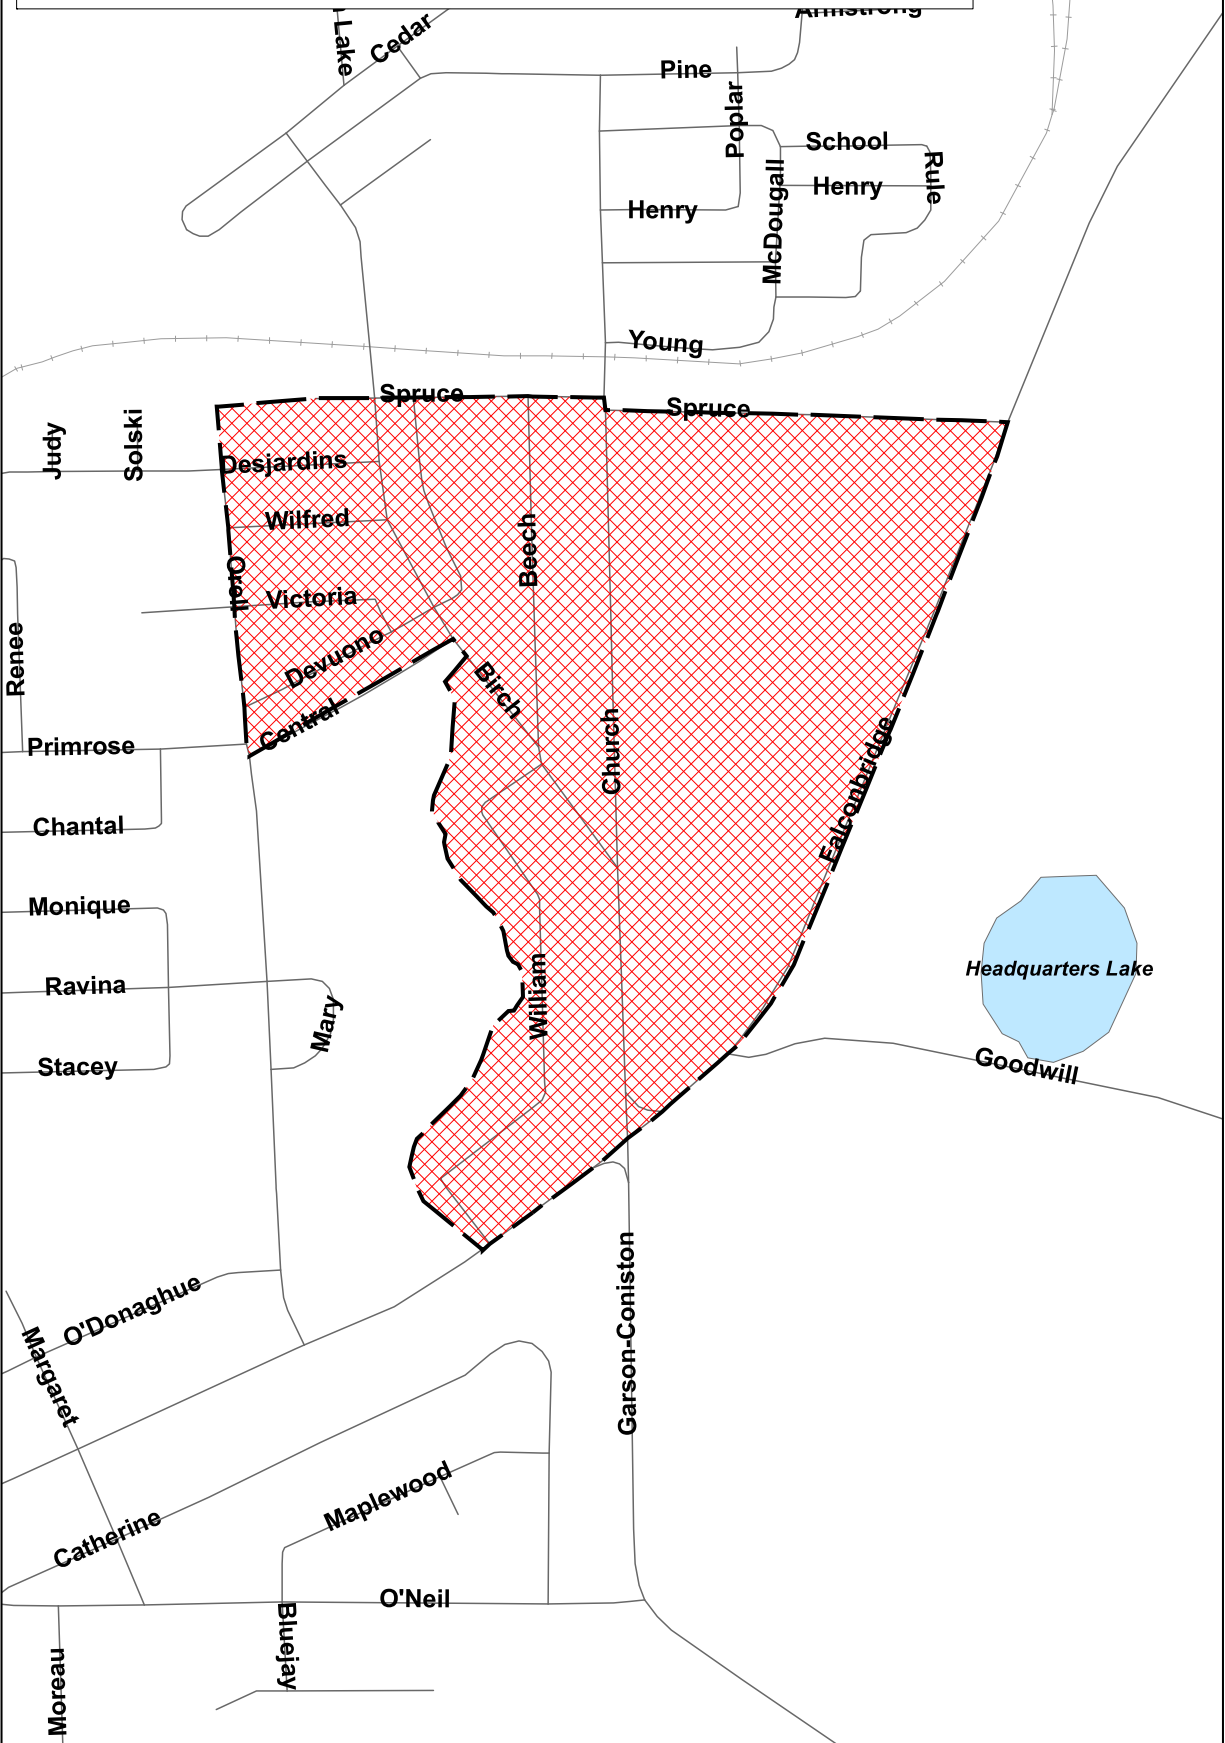 Lake
Cedar
Armstrong
Pine
Poplar
School
Rule
McDougall
Henry
Henry
Young
Spruce
Spruce
Judy
Solski
Desjardins
Wilfred
Beech
Orell
Victoria
Renee
Devuono
Birch
Central
Primrose
Church
Falconbridge
Chantal
Monique
Headquarters Lake
Ravina
William
Mary
Stacey
Goodwill
O'Donaghue
Garson-Coniston
Margaret
Maplewood
Catherine
O'Neil
Bluejay
Moreau